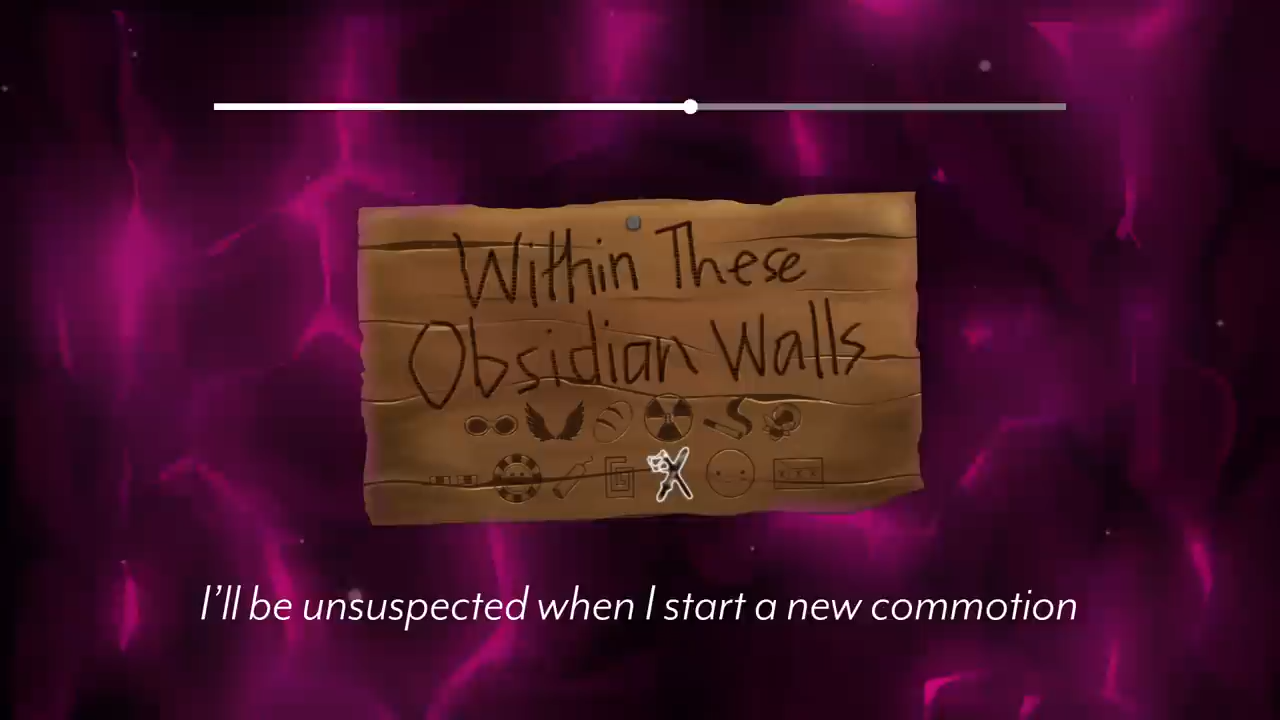 Within These
Obsidian Walls
I'll be unsuspected when I start a new commotion